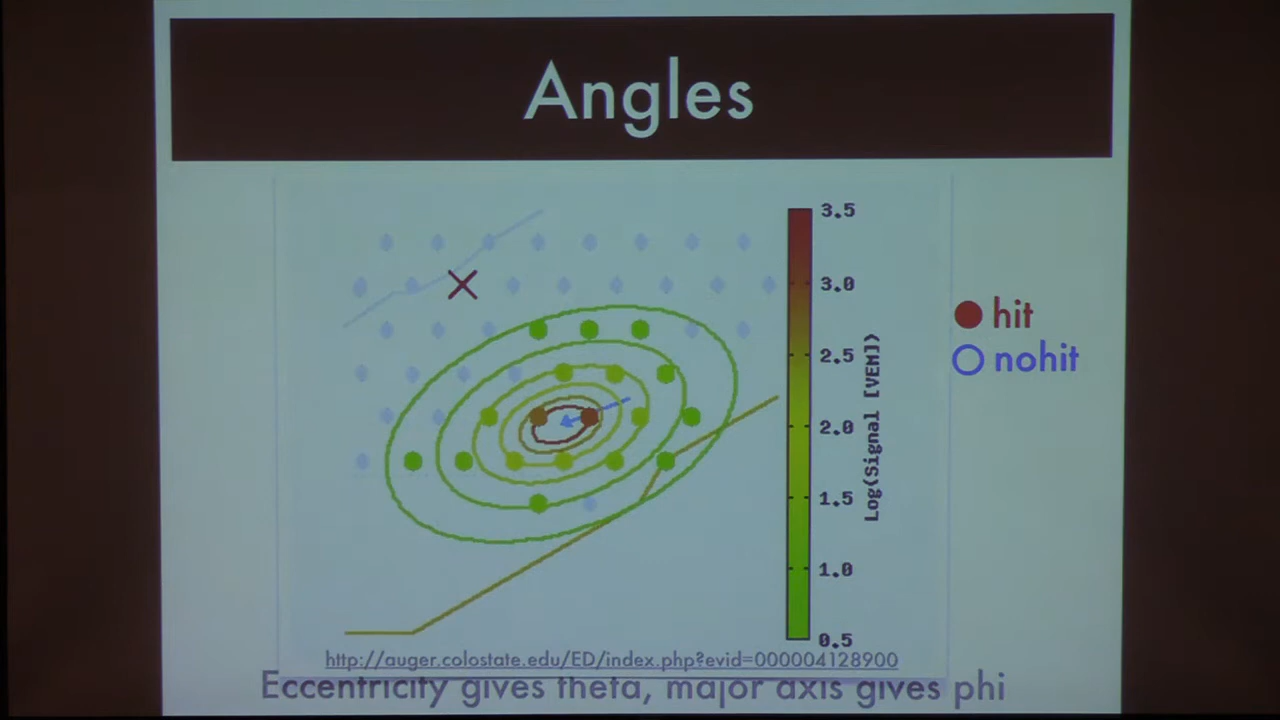 Angles
3.5
3.0
2.5
2.0
1.5
1.0
0.5
Log(Signal [VEM])
hit
nohit
http://auger.colostate.edu/ED/index.php?evid=000004128900
Eccentricity gives theta, major axis gives phi